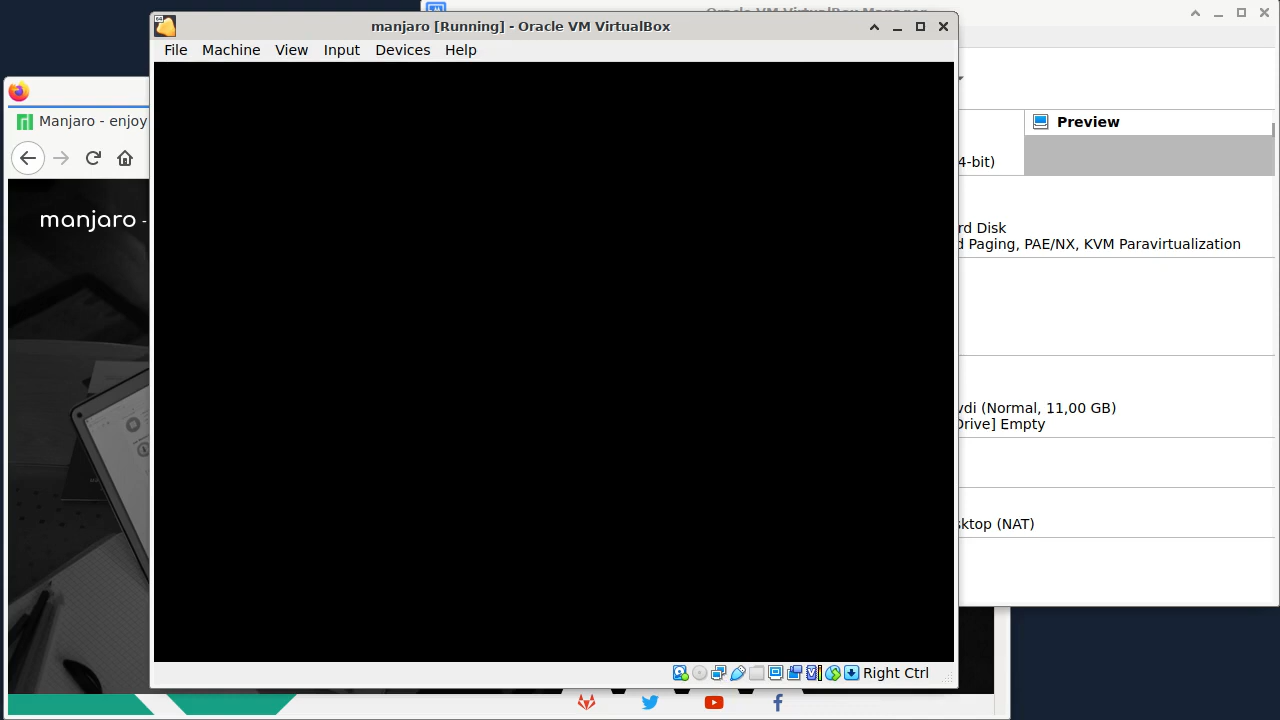 manjaro [Running] - Oracle VM VirtualBox
File Machine View Input Devices Help
Manjaro - enjoy
manjaro -
Preview
4-bit)
rd Disk
d Paging, PAE/NX, KVM Paravirtualization
vdi (Normal, 11,00 GB)
Drive] Empty
sktop (NAT)
Right Ctrl